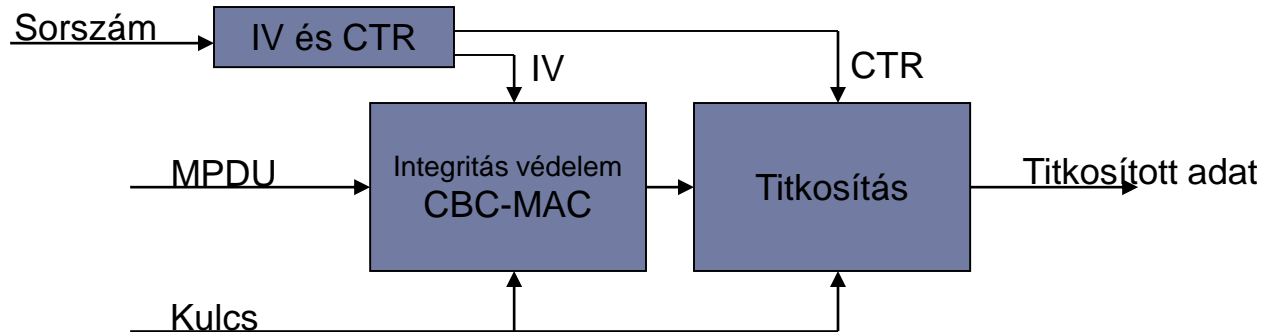 Sorszám
IV és CTR
IV
CTR
MPDU
Integritás védelem
CBC-MAC
Titkosítás
Titkosított adat
Kulcs